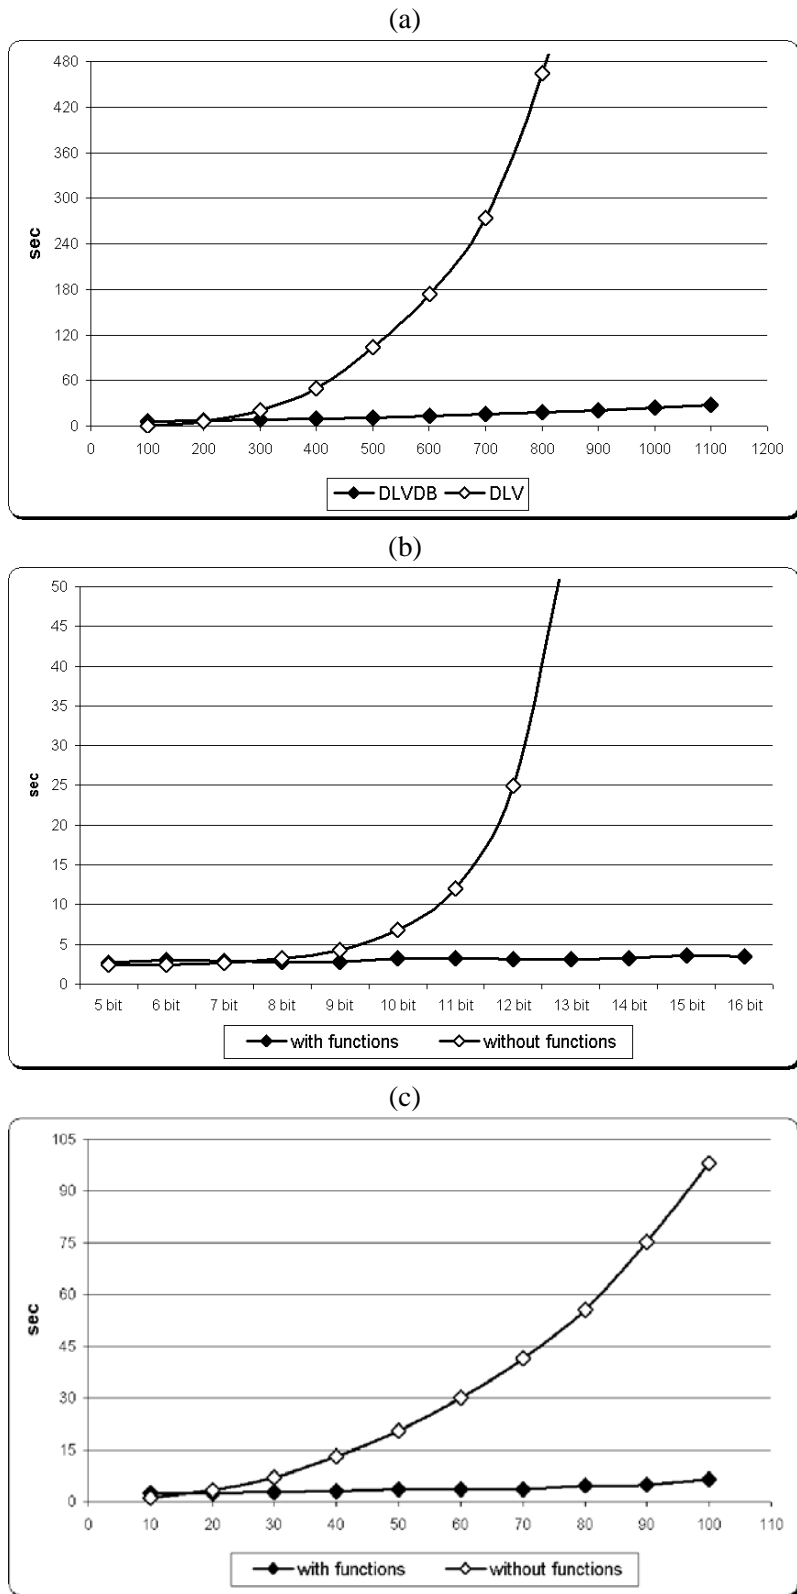 (a)
480
420
360
300
240
180
120
60
0
sec
0 100 200 300 400 500 600 700 800 900 1000 1100 1200
DLVDB DLV
(b)
50
45
40
35
30
25
20
15
10
5
0
sec
5 bit 6 bit 7 bit 8 bit 9 bit 10 bit 11 bit 12 bit 13 bit 14 bit 15 bit 16 bit
with functions without functions
(c)
105
90
75
60
45
30
15
0
sec
0 10 20 30 40 50 60 70 80 90 100 110
with functions without functions